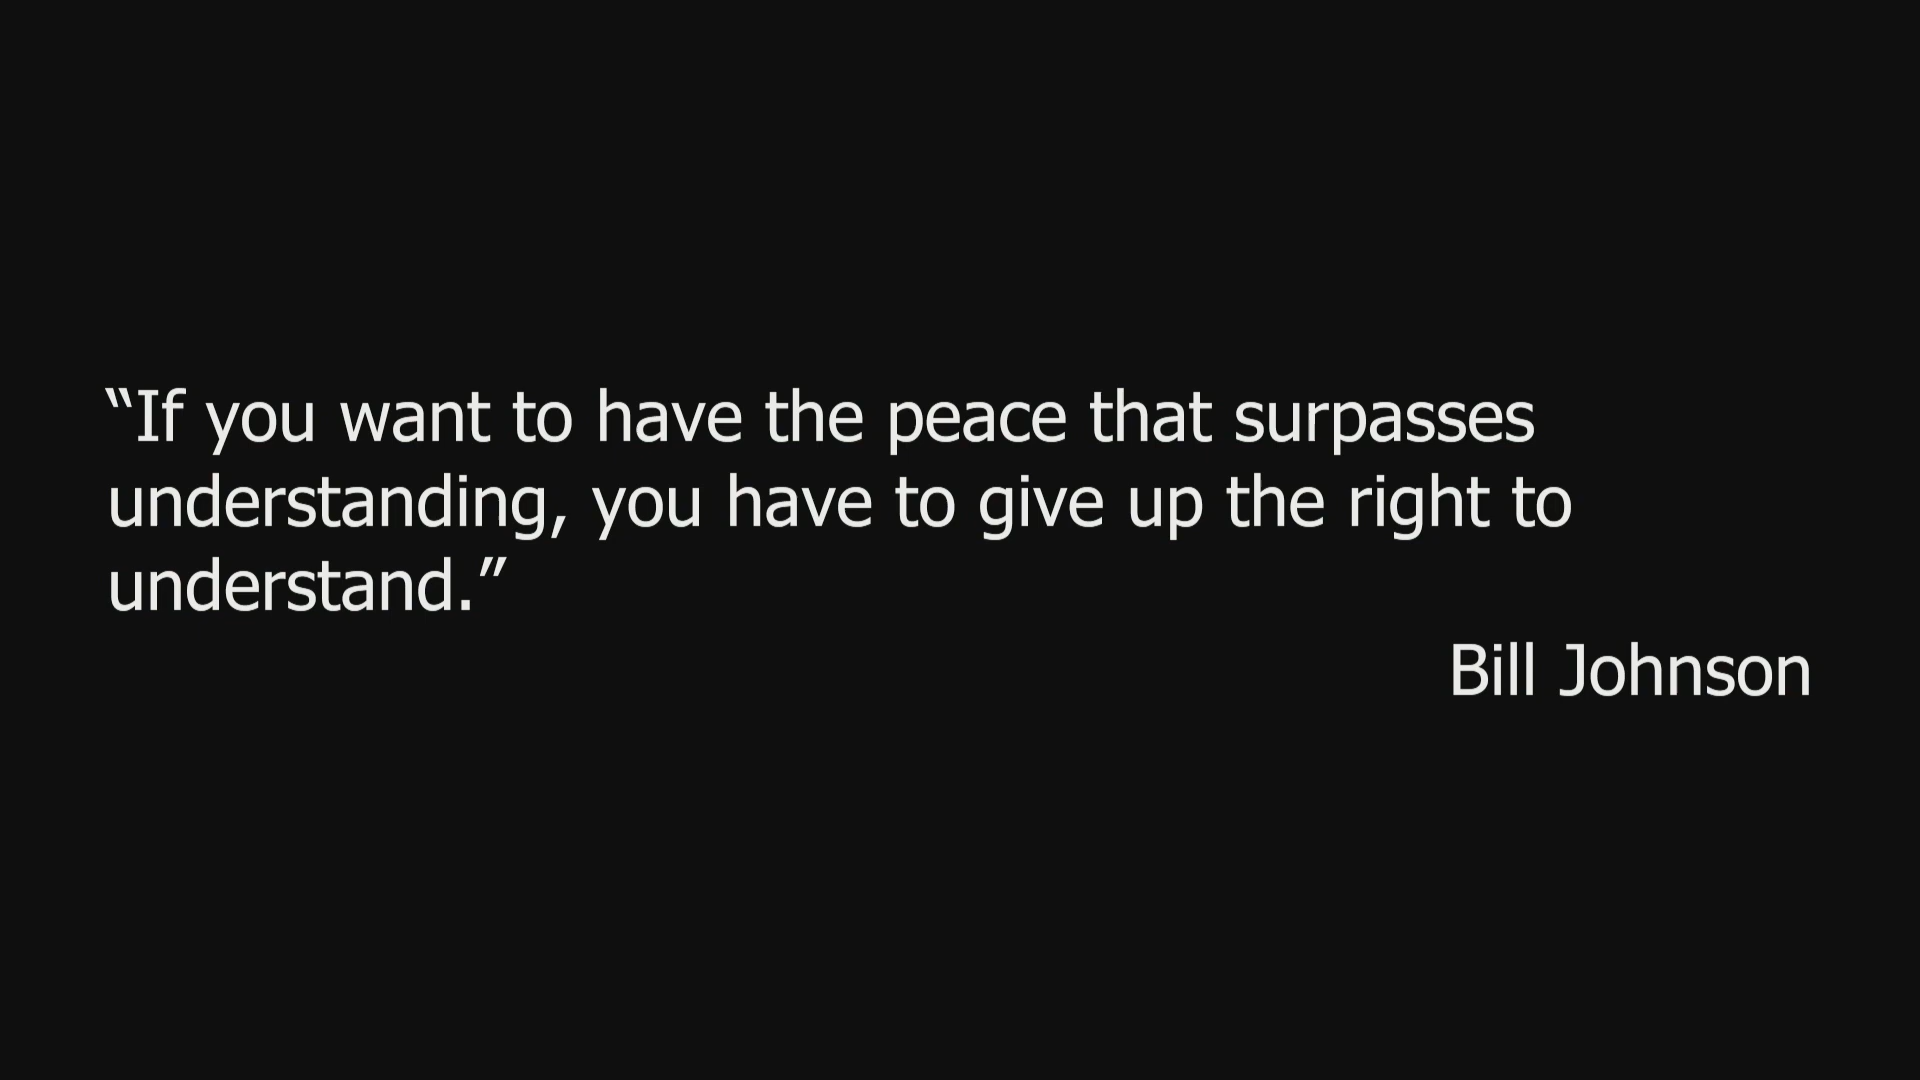 “If you want to have the peace that surpasses
understanding, you have to give up the right to
understand.”
Bill Johnson